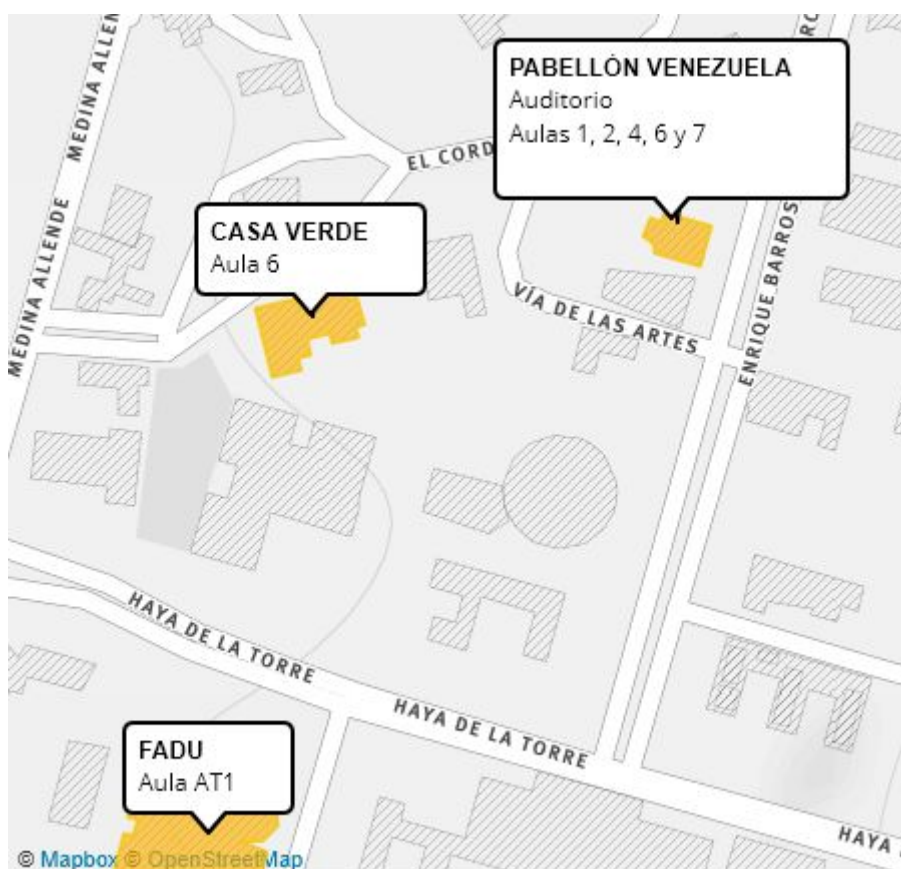 MEDINA ALLEN
MEDINA ALLENDE
PABELLÓN VENEZUELA
Auditorio
Aulas 1, 2, 4, 6 y 7
EL CORD
CASA VERDE
Aula 6
ENRIQUE BARROS
RO
VÍA DE LAS ARTES
HAYA DE LA TORRE
HAYA DE LA TORRE
FADU
Aula AT1
HAYA
© Mapbox © OpenStreetMap